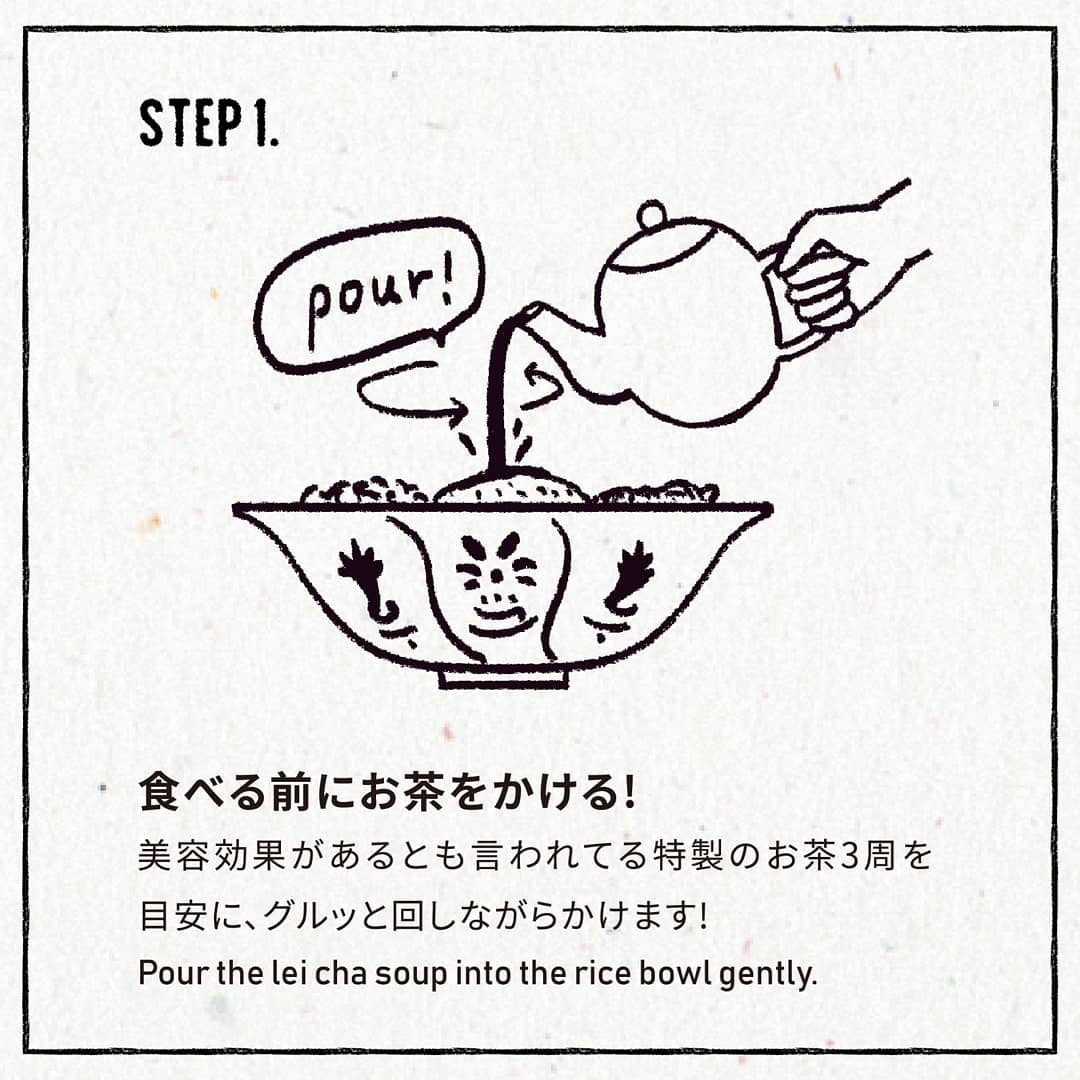 STEP 1.
pour!
食べる前にお茶をかける!
美容効果があるとも言われてる特製のお茶3周を
目安に、グルッと回しながらかけます!
Pour the lei cha soup into the rice bowl gently.